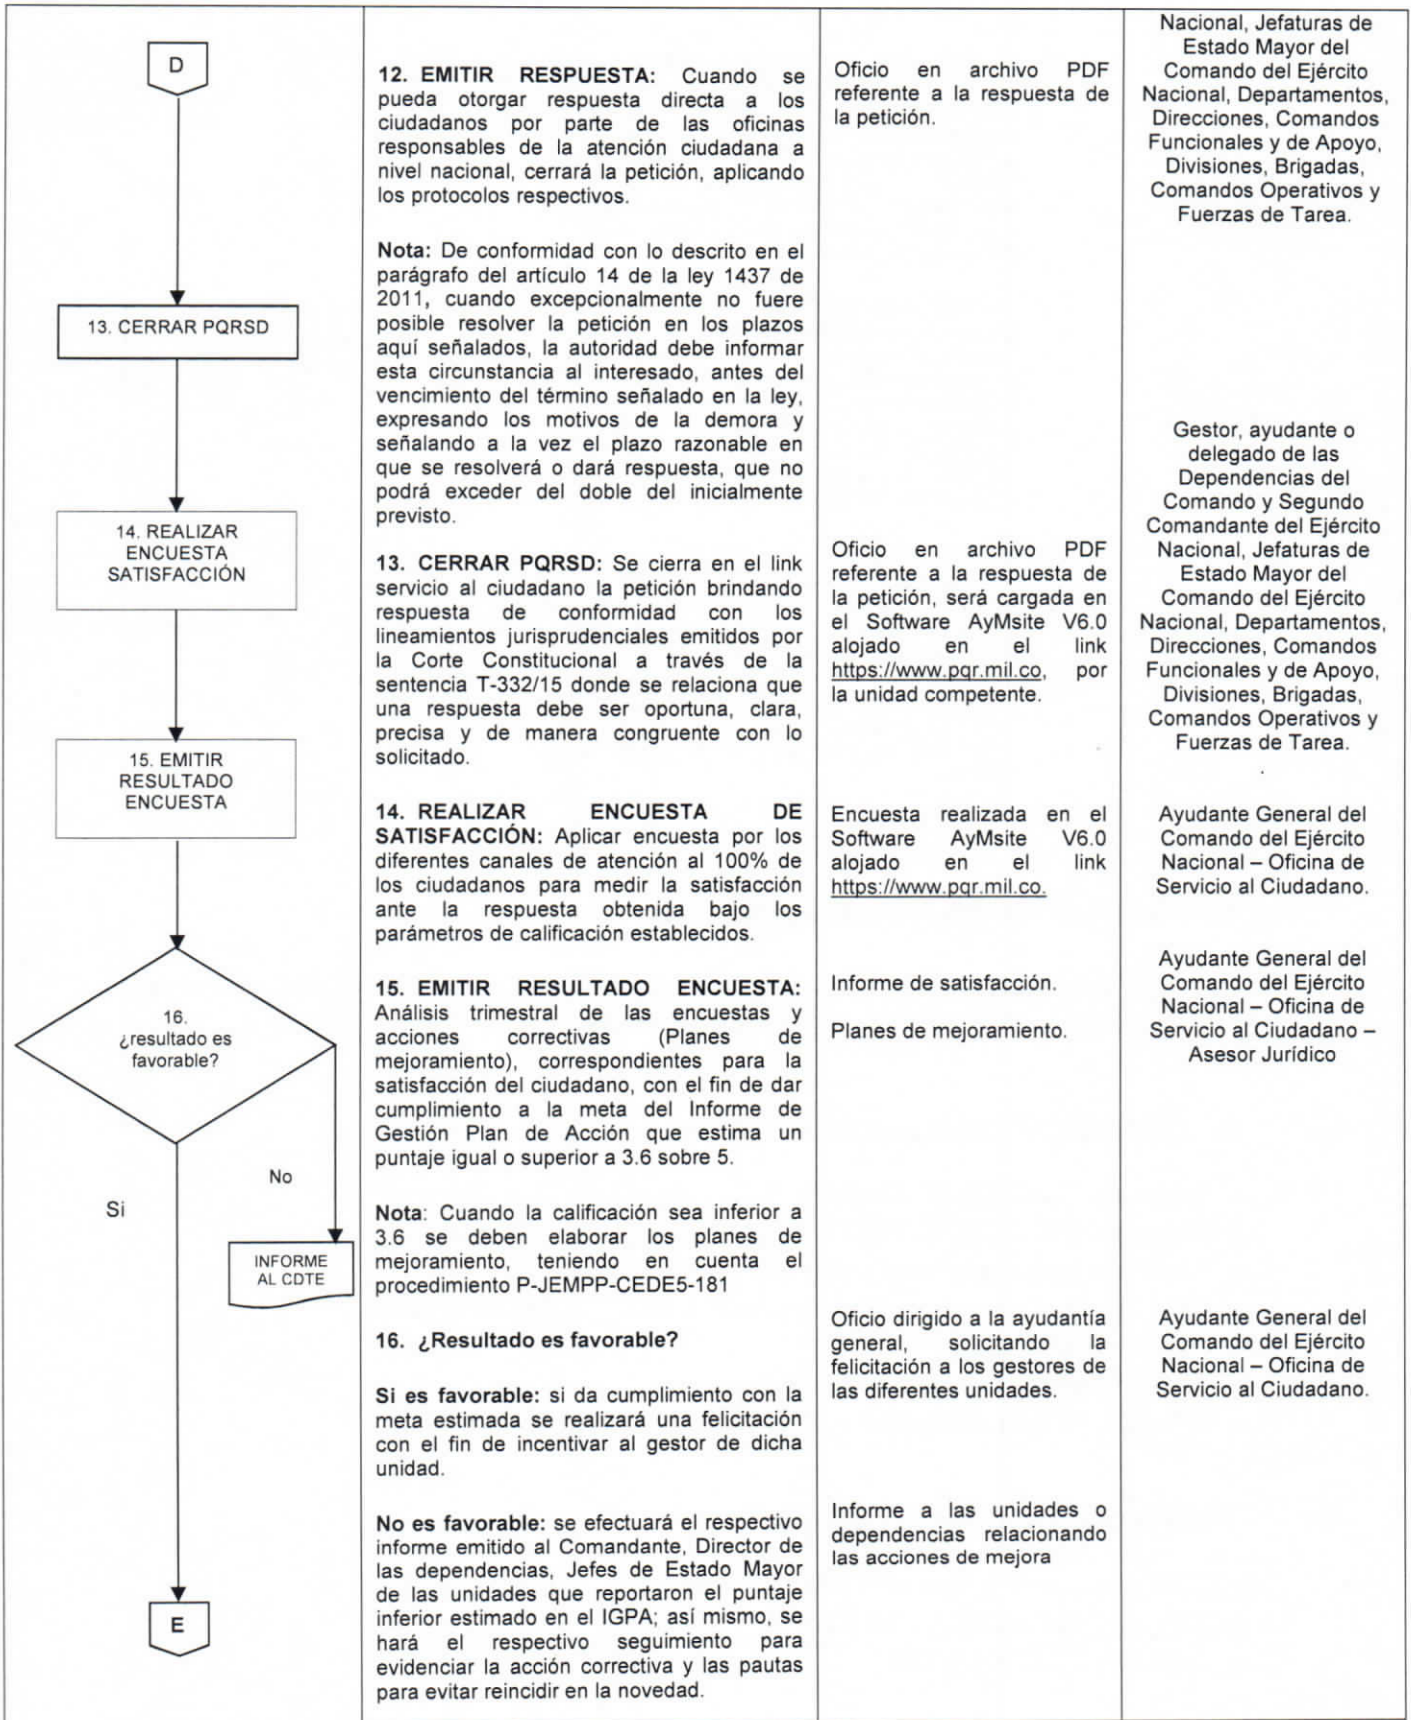 D
13. CERRAR PQRSD
14. REALIZAR
ENCUESTA
SATISFACCIÓN
15. EMITIR
RESULTADO
ENCUESTA
16.
¿resultado es
favorable?
No
Si
INFORME
AL CDTE
E
12. EMITIR RESPUESTA: Cuando se
pueda otorgar respuesta directa a los
ciudadanos por parte de las oficinas
responsables de la atención ciudadana a
nivel nacional, cerrará la petición, aplicando
los protocolos respectivos.
Nota: De conformidad con lo descrito en el
parágrafo del artículo 14 de la ley 1437 de
2011, cuando excepcionalmente no fuere
posible resolver la petición en los plazos
aquí señalados, la autoridad debe informar
esta circunstancia al interesado, antes del
vencimiento del término señalado en la ley,
expresando los motivos de la demora y
señalando a la vez el plazo razonable en
que se resolverá o dará respuesta, que no
podrá exceder del doble del inicialmente
previsto.
13. CERRAR PQRSD: Se cierra en el link
servicio al ciudadano la petición brindando
respuesta de conformidad con los
lineamientos jurisprudenciales emitidos por
la Corte Constitucional a través de la
sentencia T-332/15 donde se relaciona que
una respuesta debe ser oportuna, clara,
precisa y de manera congruente con lo
solicitado.
14. REALIZAR ENCUESTA DE
SATISFACCIÓN: Aplicar encuesta por los
diferentes canales de atención al 100% de
los ciudadanos para medir la satisfacción
ante la respuesta obtenida bajo los
parámetros de calificación establecidos.
15. EMITIR RESULTADO ENCUESTA:
Análisis trimestral de las encuestas y
acciones correctivas (Planes de
mejoramiento), correspondientes para la
satisfacción del ciudadano, con el fin de dar
cumplimiento a la meta del Informe de
Gestión Plan de Acción que estima un
puntaje igual o superior a 3.6 sobre 5.
Nota: Cuando la calificación sea inferior a
3.6 se deben elaborar los planes de
mejoramiento, teniendo en cuenta el
procedimiento P-JEMPP-CEDE5-181
16. ¿Resultado es favorable?
Si es favorable: si da cumplimiento con la
meta estimada se realizará una felicitación
con el fin de incentivar al gestor de dicha
unidad.
No es favorable: se efectuará el respectivo
informe emitido al Comandante, Director de
las dependencias, Jefes de Estado Mayor
de las unidades que reportaron el puntaje
inferior estimado en el IGPA; así mismo, se
hará el respectivo seguimiento para
evidenciar la acción correctiva y las pautas
para evitar reincidir en la novedad.
Oficio en archivo PDF
referente a la respuesta de
la petición.
Oficio en archivo PDF
referente a la respuesta de
la petición, será cargada en
el Software AyMsite V6.0
alojado en el link
https://www.pqr.mil.co, por
la unidad competente.
Encuesta realizada en el
Software AyMsite V6.0
alojado en el link
https://www.pqr.mil.co.
Informe de satisfacción.
Planes de mejoramiento.
Oficio dirigido a la ayudantía
general, solicitando la
felicitación a los gestores de
las diferentes unidades.
Informe a las unidades o
dependencias relacionando
las acciones de mejora
Nacional, Jefaturas de
Estado Mayor del
Comando del Ejército
Nacional, Departamentos,
Direcciones, Comandos
Funcionales y de Apoyo,
Divisiones, Brigadas,
Comandos Operativos y
Fuerzas de Tarea.
Gestor, ayudante o
delegado de las
Dependencias del
Comando y Segundo
Comandante del Ejército
Nacional, Jefaturas de
Estado Mayor del
Comando del Ejército
Nacional, Departamentos,
Direcciones, Comandos
Funcionales y de Apoyo,
Divisiones, Brigadas,
Comandos Operativos y
Fuerzas de Tarea.
.
Ayudante General del
Comando del Ejército
Nacional – Oficina de
Servicio al Ciudadano.
Ayudante General del
Comando del Ejército
Nacional – Oficina de
Servicio al Ciudadano –
Asesor Jurídico
Ayudante General del
Comando del Ejército
Nacional – Oficina de
Servicio al Ciudadano.